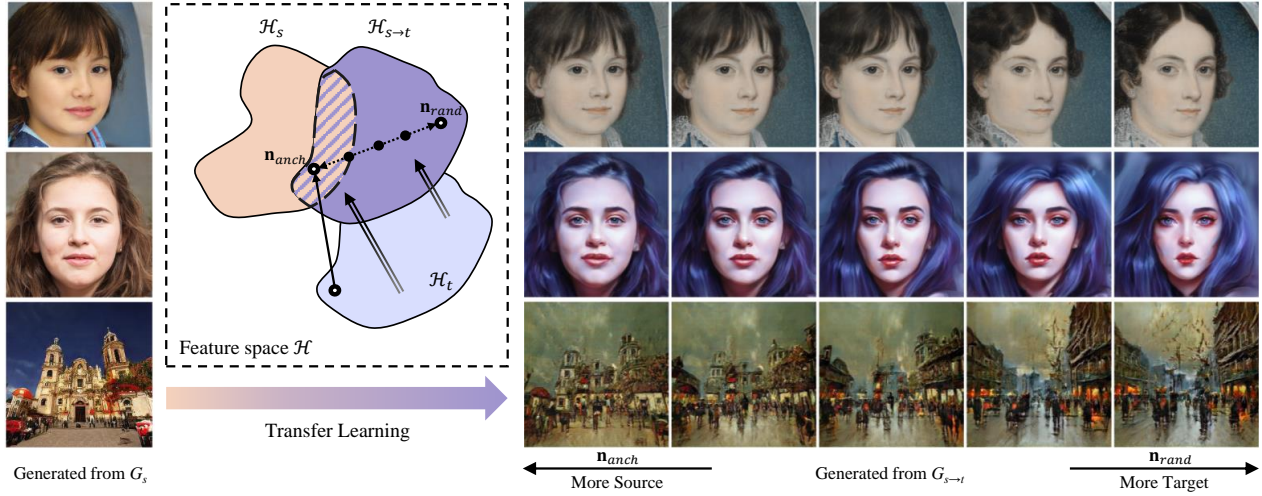 ℋₛ
ℋₛ→ₜ
n_rand
n_anch
ℋₜ
Feature space ℋ
Transfer Learning
Generated from Gₛ
n_anch
More Source
Generated from Gₛ→ₜ
n_rand
More Target